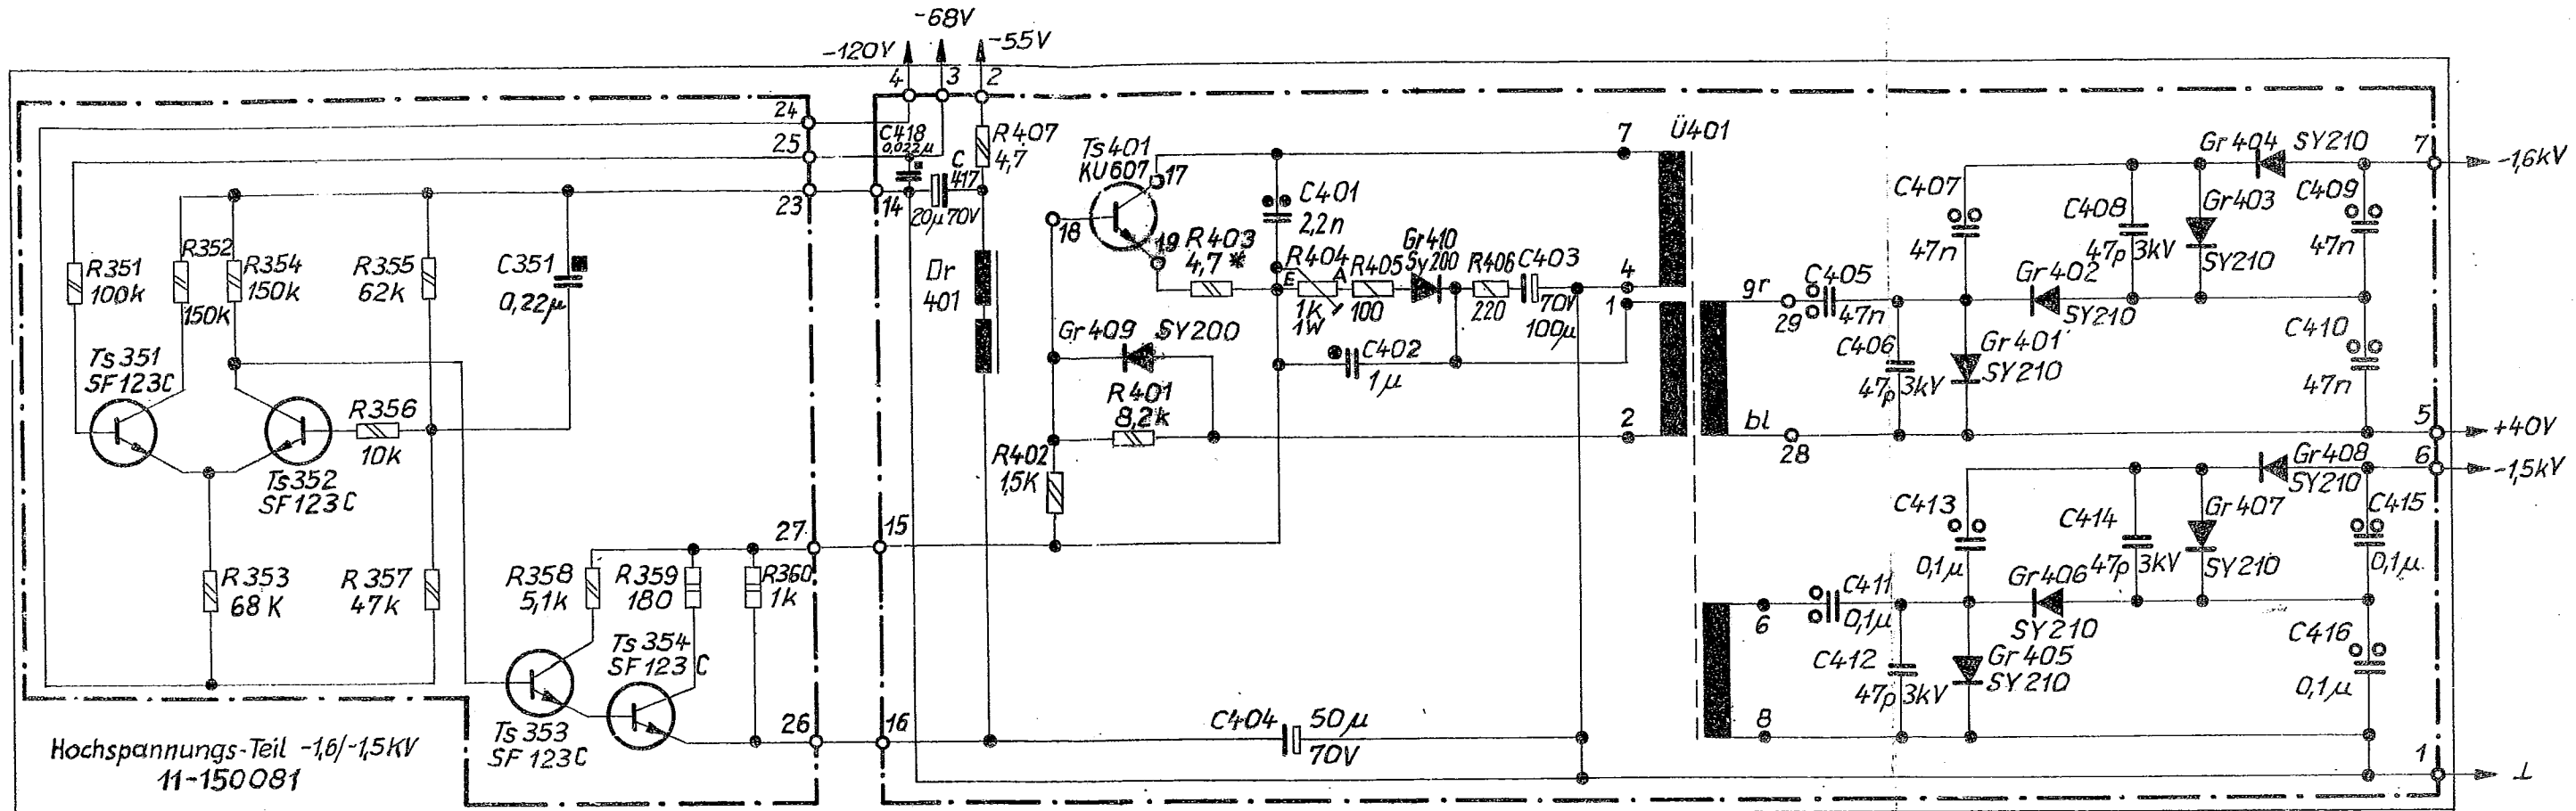 -68V
-120V
-55V
4
3
2
24
25
23
14
C418
0,022µ
C
417
20µ 70V
R407
4,7
Dr
401
R351
100k
R352
150k
R354
150k
R355
62k
C351
0,22µ
Ts351
SF123C
Ts352
SF123C
R356
10k
R353
68K
R357
47k
R358
5,1k
R359
180
R360
1k
Ts353
SF123C
Ts354
SF123C
27
15
26
16
Hochspannungs-Teil -1,6/-1,5KV
11-150081
Ts401
KU607
17
18
19
R403
4,7*
C401
2,2n
R404
E
A
1k
1W
R405
100
Gr410
Sy200
R406
220
C403
70V
100µ
Gr409
SY200
R401
8,2k
R402
1,5K
C402
1µ
C404
50µ
70V
7
4
1
2
Ü401
gr
29
bl
28
6
8
C405
47n
C406
47p 3kV
C407
47n
C408
47p 3kV
Gr401
SY210
Gr402
SY210
Gr403
SY210
Gr404
SY210
C409
47n
C410
47n
7
-1,6kV
5
+40V
6
-1,5kV
Gr408
SY210
C413
0,1µ
C414
47p 3kV
Gr407
SY210
C415
0,1µ
C411
0,1µ
Gr406
SY210
C412
47p 3kV
Gr405
SY210
C416
0,1µ
1
⊥